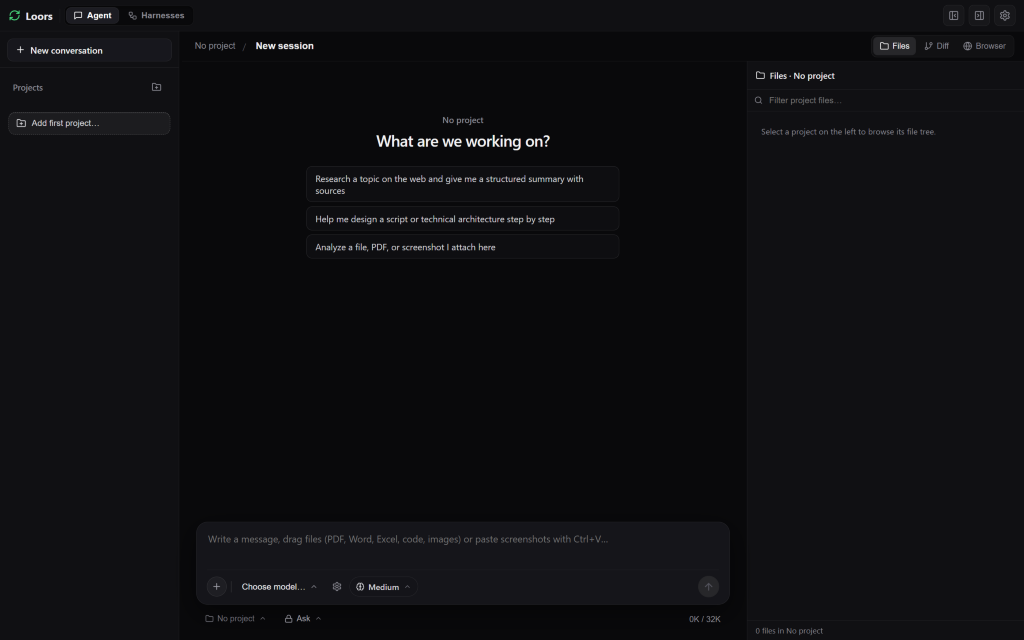 Loors
Agent
Harnesses
New conversation
No project / New session
Files
Diff
Browser
Projects
Add first project…
Files · No project
Filter project files…
Select a project on the left to browse its file tree.
No project
What are we working on?
Research a topic on the web and give me a structured summary with
sources
Help me design a script or technical architecture step by step
Analyze a file, PDF, or screenshot I attach here
Write a message, drag files (PDF, Word, Excel, code, images) or paste screenshots with Ctrl+V…
Choose model…
Medium
No project
Ask
0K / 32K
0 files in No project